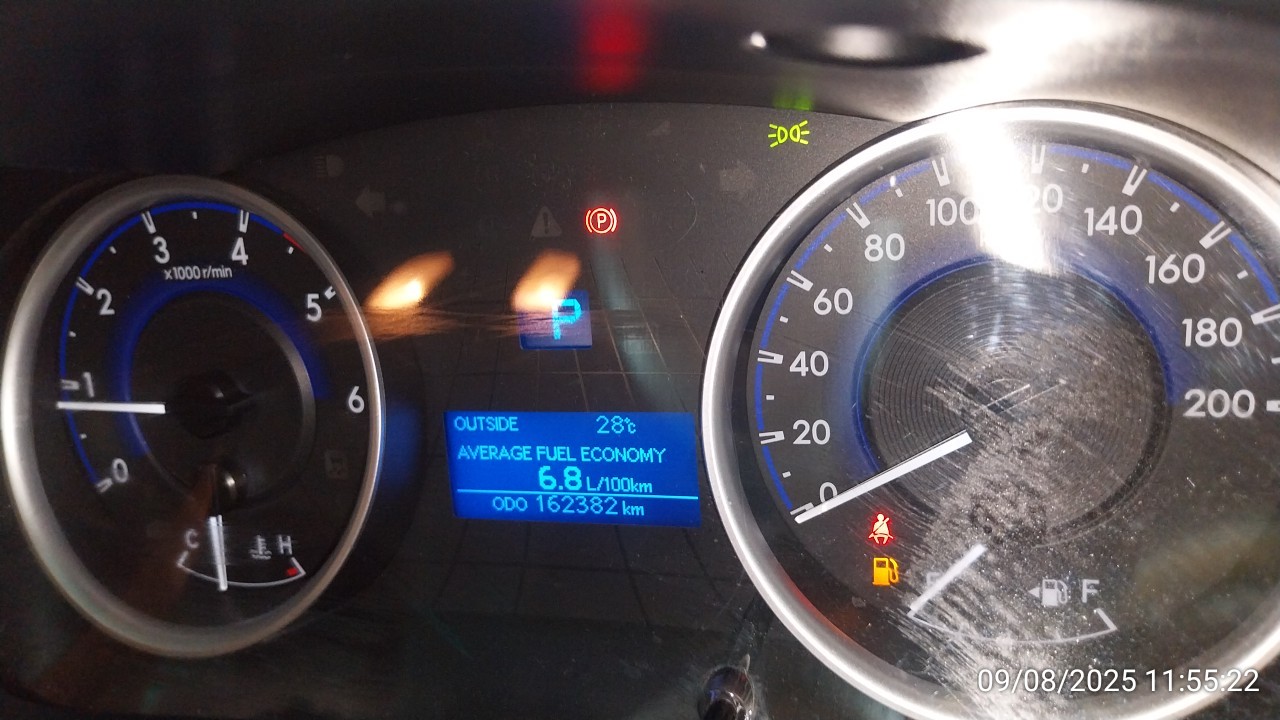 0
1
2
3
4
5
6
x1000 r/min
C
H
P
P
OUTSIDE 28℃
AVERAGE FUEL ECONOMY
6.8 L/100km
ODO 162382 km
0
20
40
60
80
100
140
160
180
200
F
09/08/2025 11:55:22